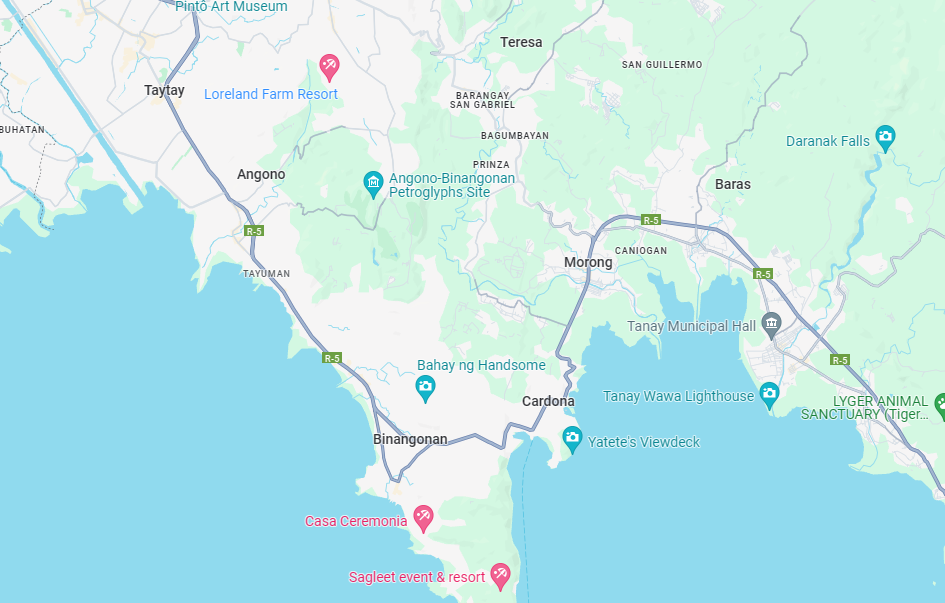 Pintô Art Museum
Teresa
SAN GUILLERMO
Taytay
Loreland Farm Resort
BARANGAY
SAN GABRIEL
BUHATAN
BAGUMBAYAN
Daranak Falls
PRINZA
Angono
Angono-Binangonan
Petroglyphs Site
Baras
R-5
R-5
CANIOGAN
Morong
TAYUMAN
R-5
Tanay Municipal Hall
R-5
R-5
Bahay ng Handsome
Cardona
Tanay Wawa Lighthouse
LYGER ANIMAL
SANCTUARY (Tiger...
Binangonan
Yatete's Viewdeck
Casa Ceremonia
Sagleet event & resort